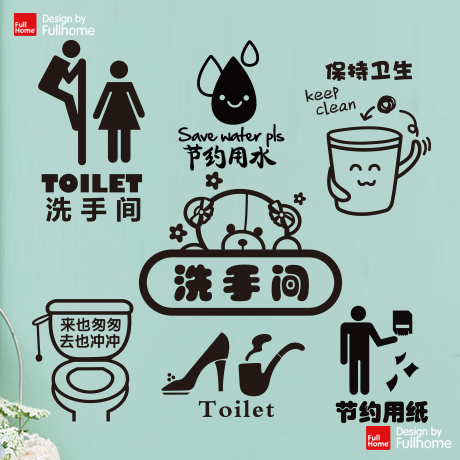 Full
Home
Design by
Fullhome
保持卫生
keep
clean
Save water pls
节约用水
TOILET
洗手间
洗手间
来也匆匆
去也冲冲
Toilet
节约用纸
Full
Home
Design by
Fullhome